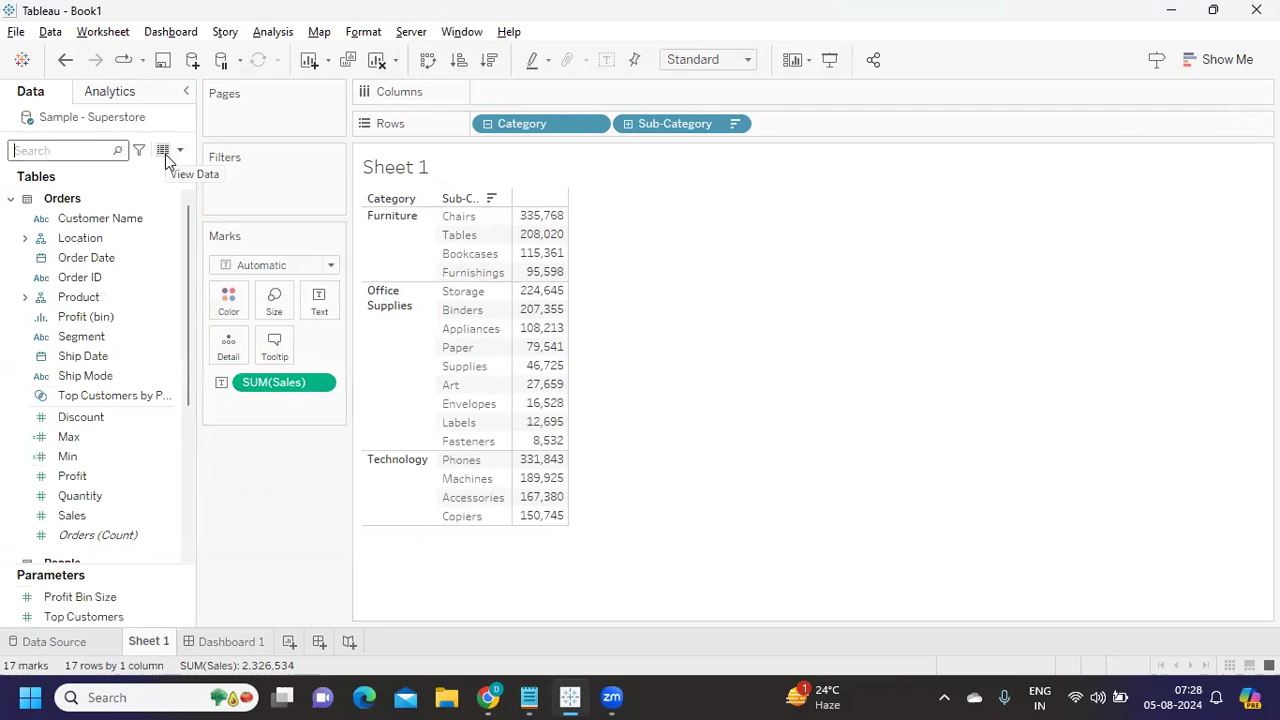 Tableau - Book1
File Data Worksheet Dashboard Story Analysis Map Format Server Window Help
Standard
Show Me
Data Analytics
Sample - Superstore
Search
View Data
Tables
Orders
Abc Customer Name
Location
Order Date
Abc Order ID
Product
Profit (bin)
Abc Segment
Ship Date
Abc Ship Mode
Top Customers by P...
Discount
Max
Min
Profit
Quantity
Sales
Orders (Count)
People
Parameters
Profit Bin Size
Top Customers
Pages
Filters
Marks
Automatic
Color Size Text
Detail Tooltip
SUM(Sales)
Columns
Rows Category Sub-Category
Sheet 1
Category Sub-C..
Furniture Chairs 335,768
Tables 208,020
Bookcases 115,361
Furnishings 95,598
Office Supplies Storage 224,645
Binders 207,355
Appliances 108,213
Paper 79,541
Supplies 46,725
Art 27,659
Envelopes 16,528
Labels 12,695
Fasteners 8,532
Technology Phones 331,843
Machines 189,925
Accessories 167,380
Copiers 150,745
Data Source Sheet 1 Dashboard 1
17 marks 17 rows by 1 column SUM(Sales): 2,326,534
Search
D
zm
1
24°C
Haze
ENG
IN
07:28
05-08-2024
PRE